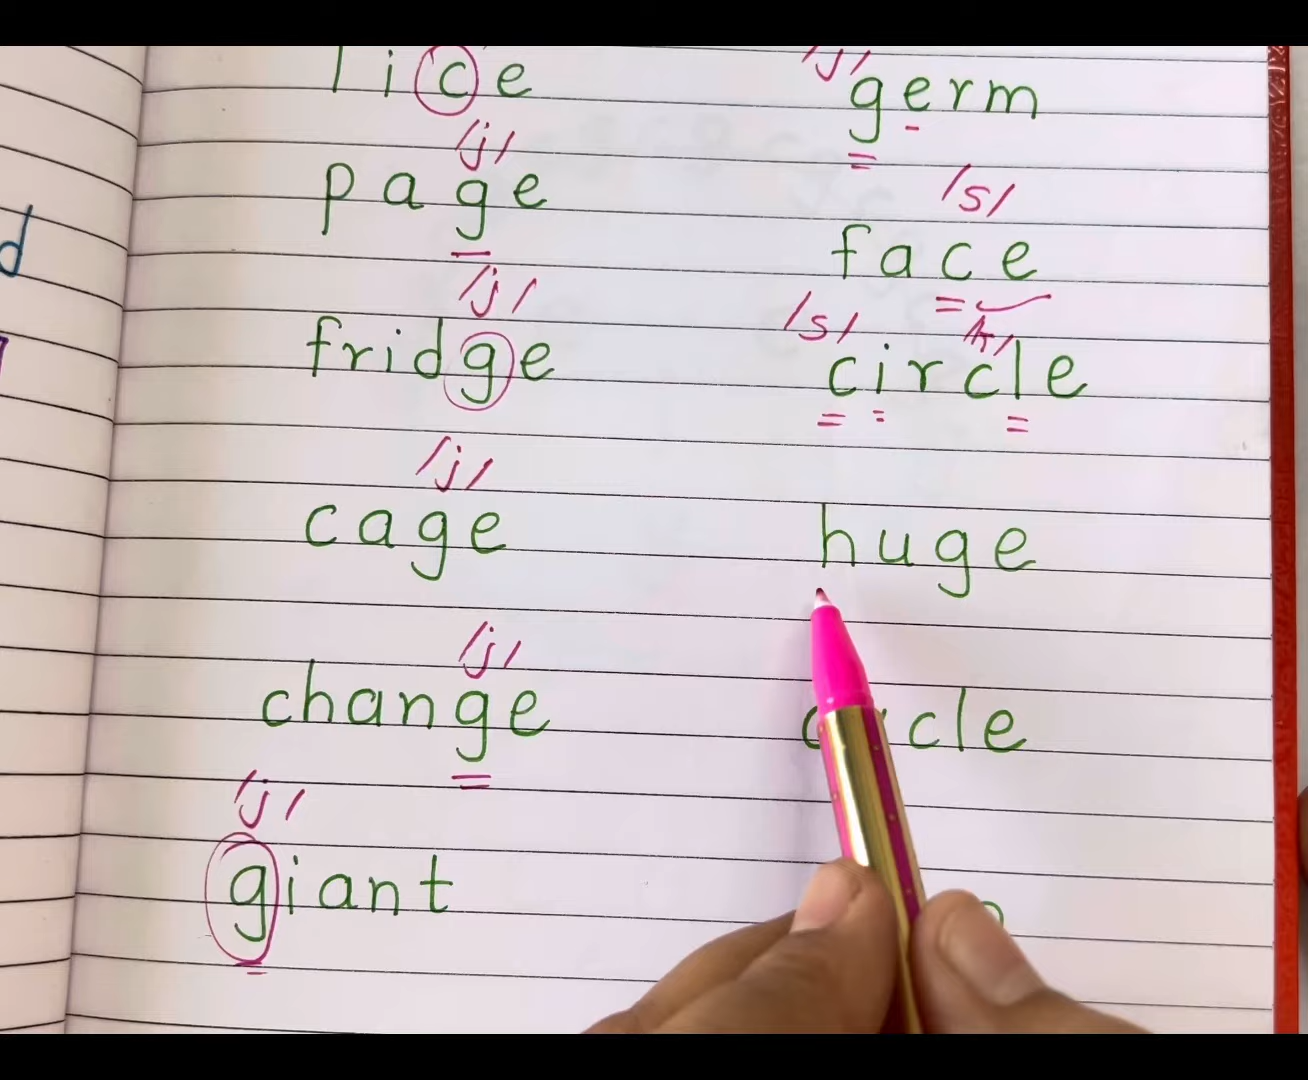 lice /j/ germ
/j/ /s/
page face
/j/ /s/ /k/
fridge circle
/j/
cage huge
/j/
change cle
/j/
giant
d